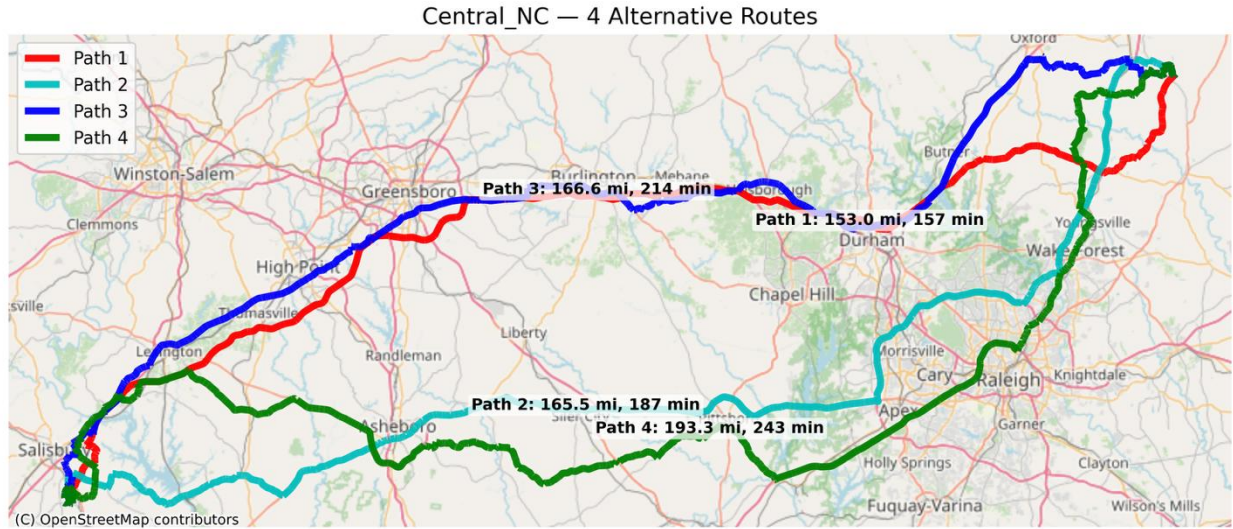 Central_NC — 4 Alternative Routes
Path 1
Path 2
Path 3
Path 4
Oxford
Winston-Salem
Greensboro
Burlington
Mebane
Butner
Clemmons
Path 3: 166.6 mi, 214 min
Path 1: 153.0 mi, 157 min
Durham
Wake Forest
High Point
Chapel Hill
Thomasville
Liberty
Randleman
Morrisville
Cary
Raleigh
Knightdale
Path 2: 165.5 mi, 187 min
Asheboro
Apex
Path 4: 193.3 mi, 243 min
Garner
Holly Springs
Clayton
Fuquay-Varina
Wilson's Mills
(C) OpenStreetMap contributors